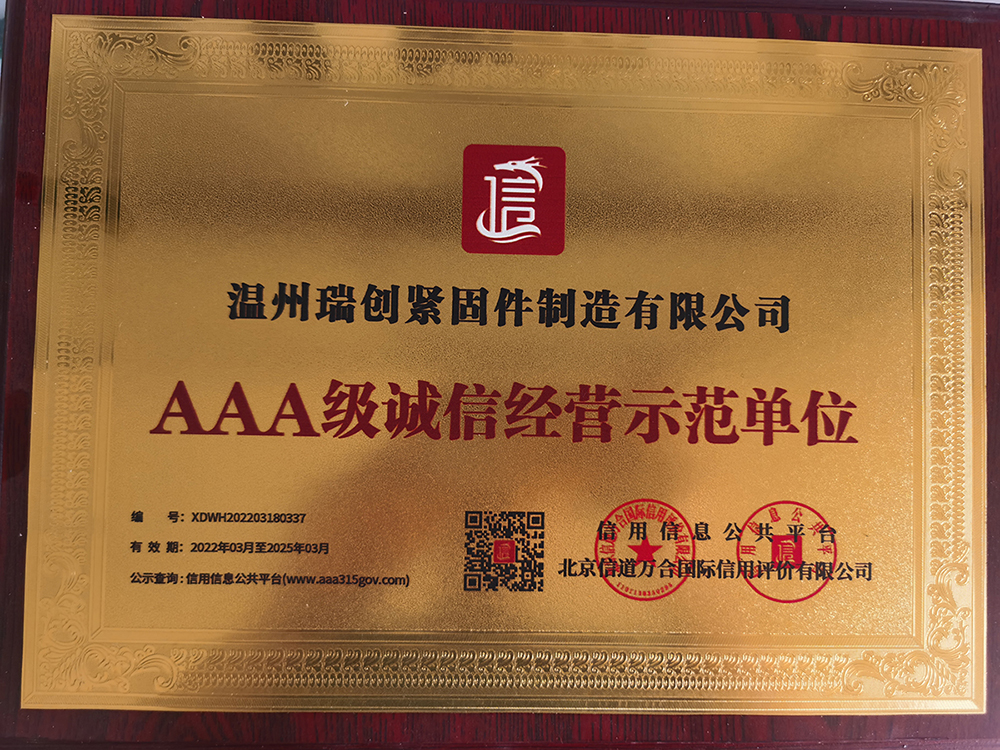 信
温州瑞创紧固件制造有限公司
AAA级诚信经营示范单位
编 号：XDWH202203180337
有 效 期：2022年03月至2025年03月
公示查询：信用信息公共平台(www.aaa315gov.com)
信用信息公共平台
北京信道万合国际信用评价有限公司